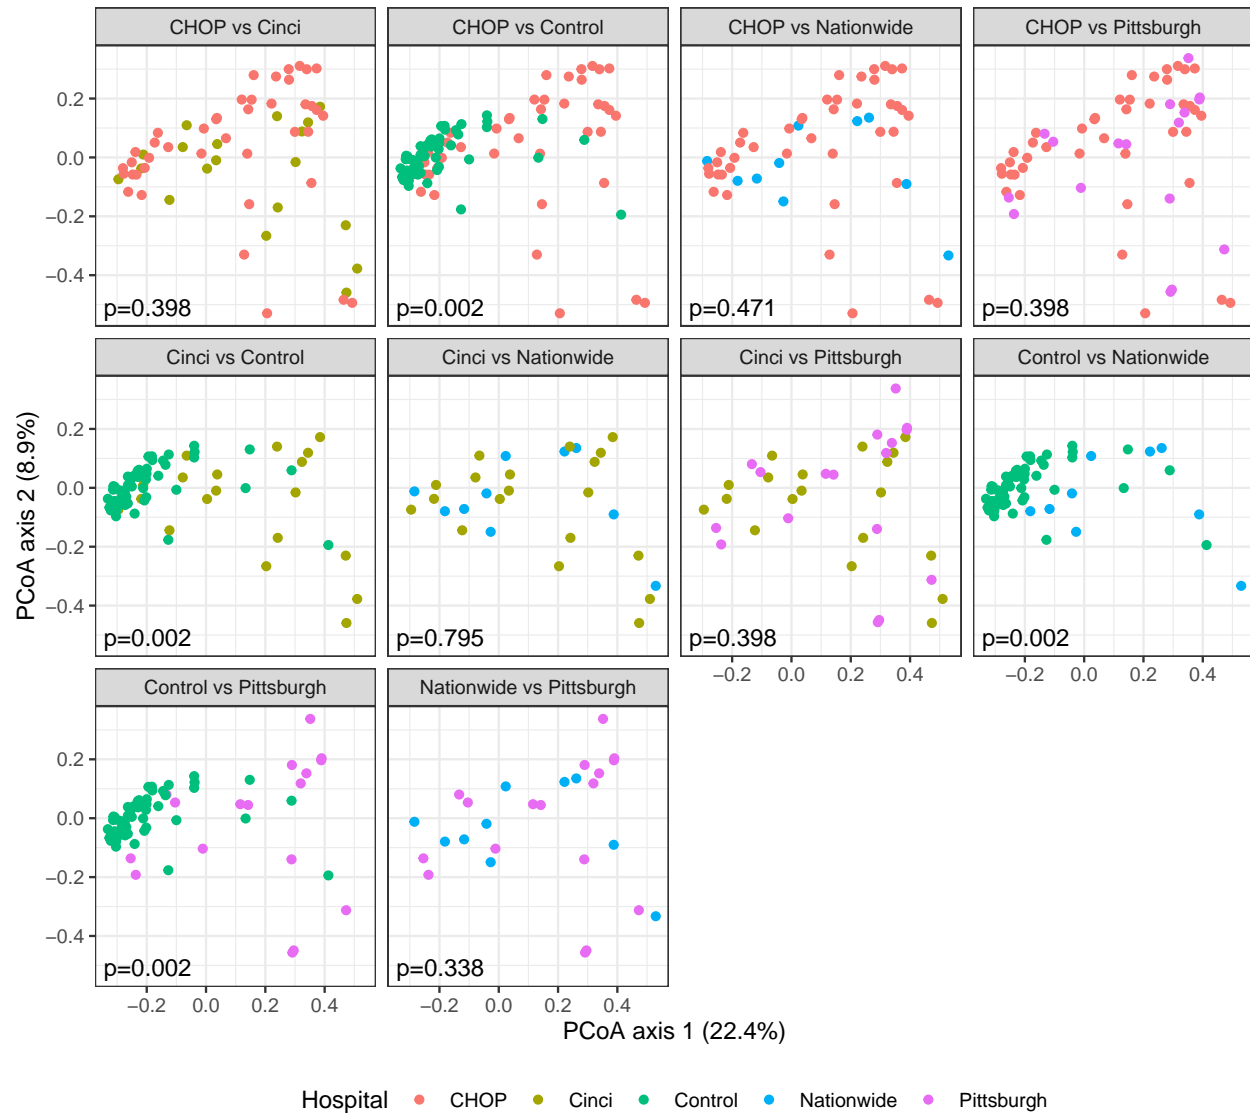 CHOP vs Cinci
CHOP vs Control
CHOP vs Nationwide
CHOP vs Pittsburgh
0.2
0.0
−0.2
−0.4
p=0.398
p=0.002
p=0.471
p=0.398
Cinci vs Control
Cinci vs Nationwide
Cinci vs Pittsburgh
Control vs Nationwide
PCoA axis 2 (8.9%)
0.2
0.0
−0.2
−0.4
p=0.002
p=0.795
p=0.398
p=0.002
−0.2 0.0 0.2 0.4
−0.2 0.0 0.2 0.4
Control vs Pittsburgh
Nationwide vs Pittsburgh
0.2
0.0
−0.2
−0.4
p=0.002
p=0.338
−0.2 0.0 0.2 0.4
−0.2 0.0 0.2 0.4
PCoA axis 1 (22.4%)
Hospital CHOP Cinci Control Nationwide Pittsburgh